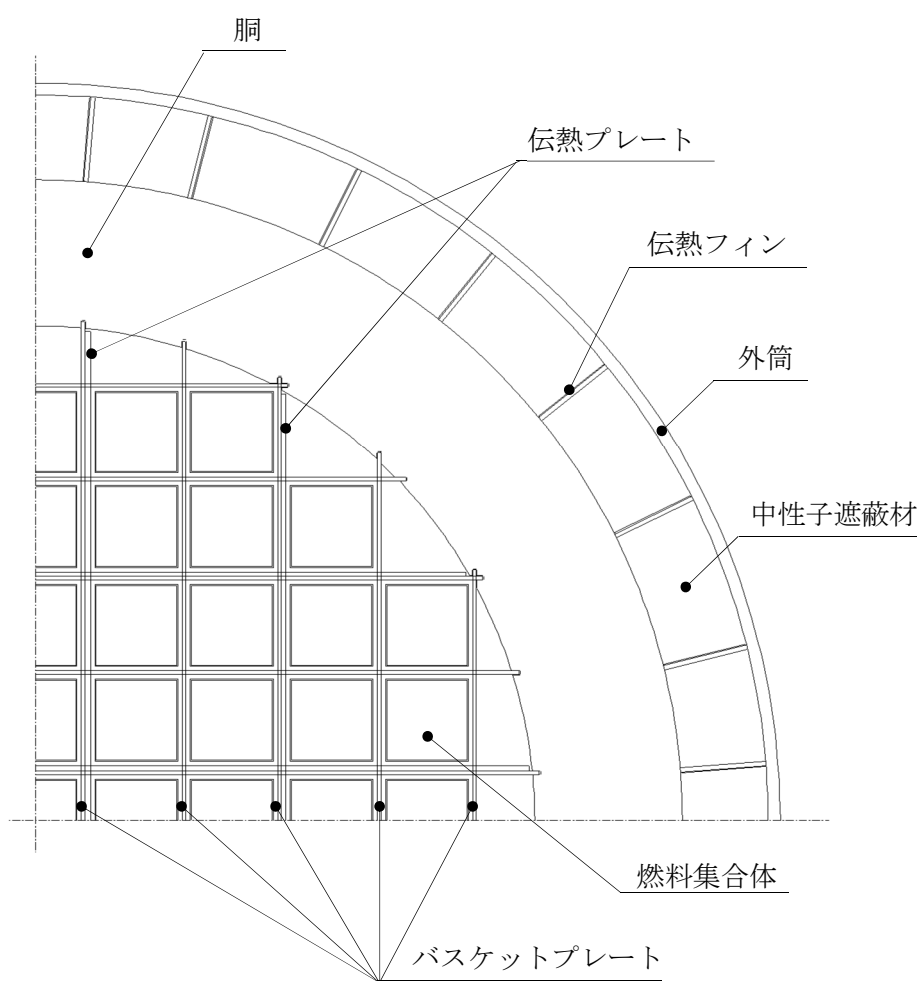 胴
伝熱プレート
伝熱フィン
外筒
中性子遮蔽材
燃料集合体
バスケットプレート